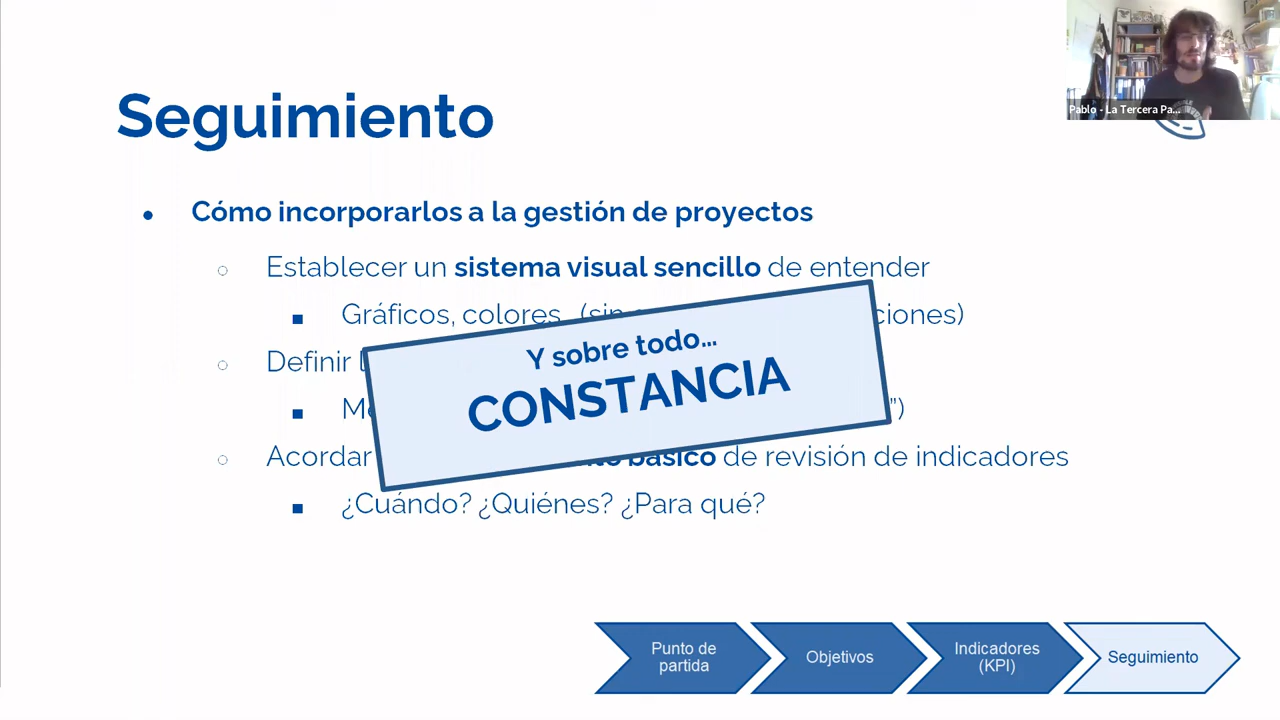 Pablo - La Tercera Pa...
Seguimiento
Cómo incorporarlos a la gestión de proyectos
Establecer un sistema visual sencillo de entender
Gráficos, colores
ciones)
Definir
Y sobre todo...
CONSTANCIA
”)
Acordar básico de revisión de indicadores
¿Cuándo? ¿Quiénes? ¿Para qué?
Punto de
partida
Objetivos
Indicadores
(KPI)
Seguimiento